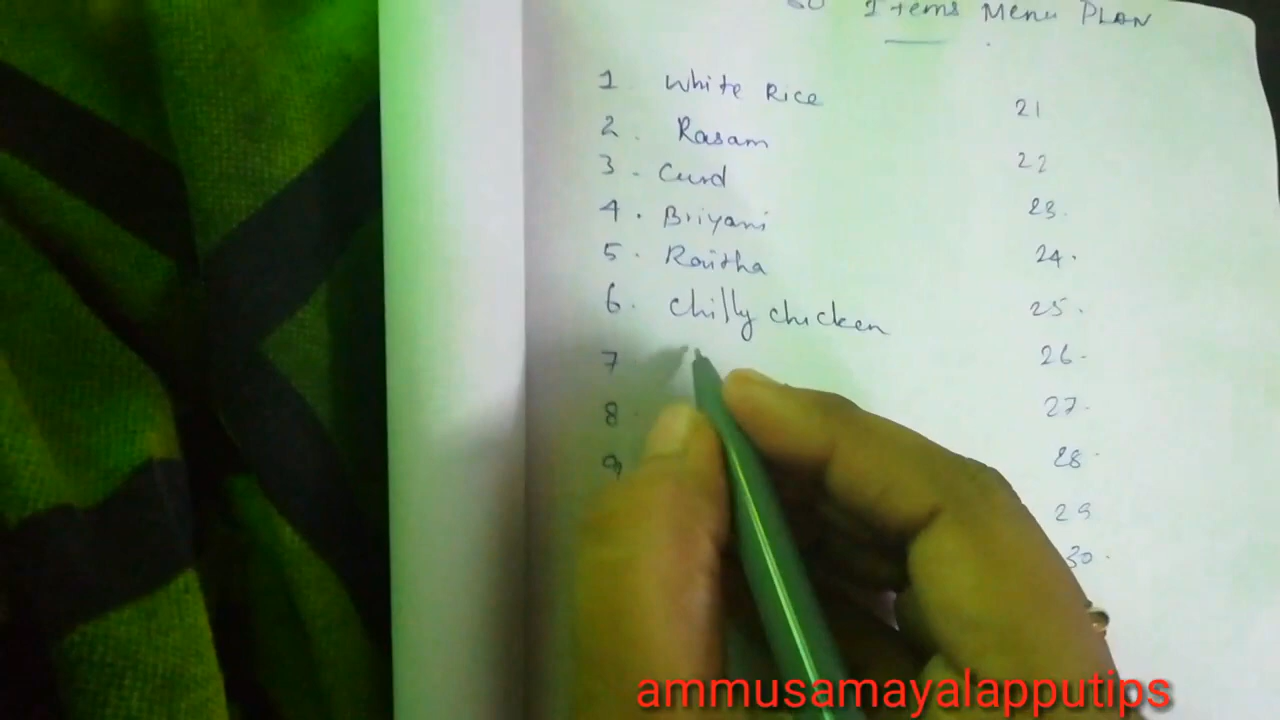 Items Menu PLAN
1 White Rice
2. Rasam
3. Curd
4. Briyani
5. Raitha
6. chilly chicken
7
8.
9
21
22
23.
24.
25.
26.
27.
28.
29
30.
ammusamayalapputips